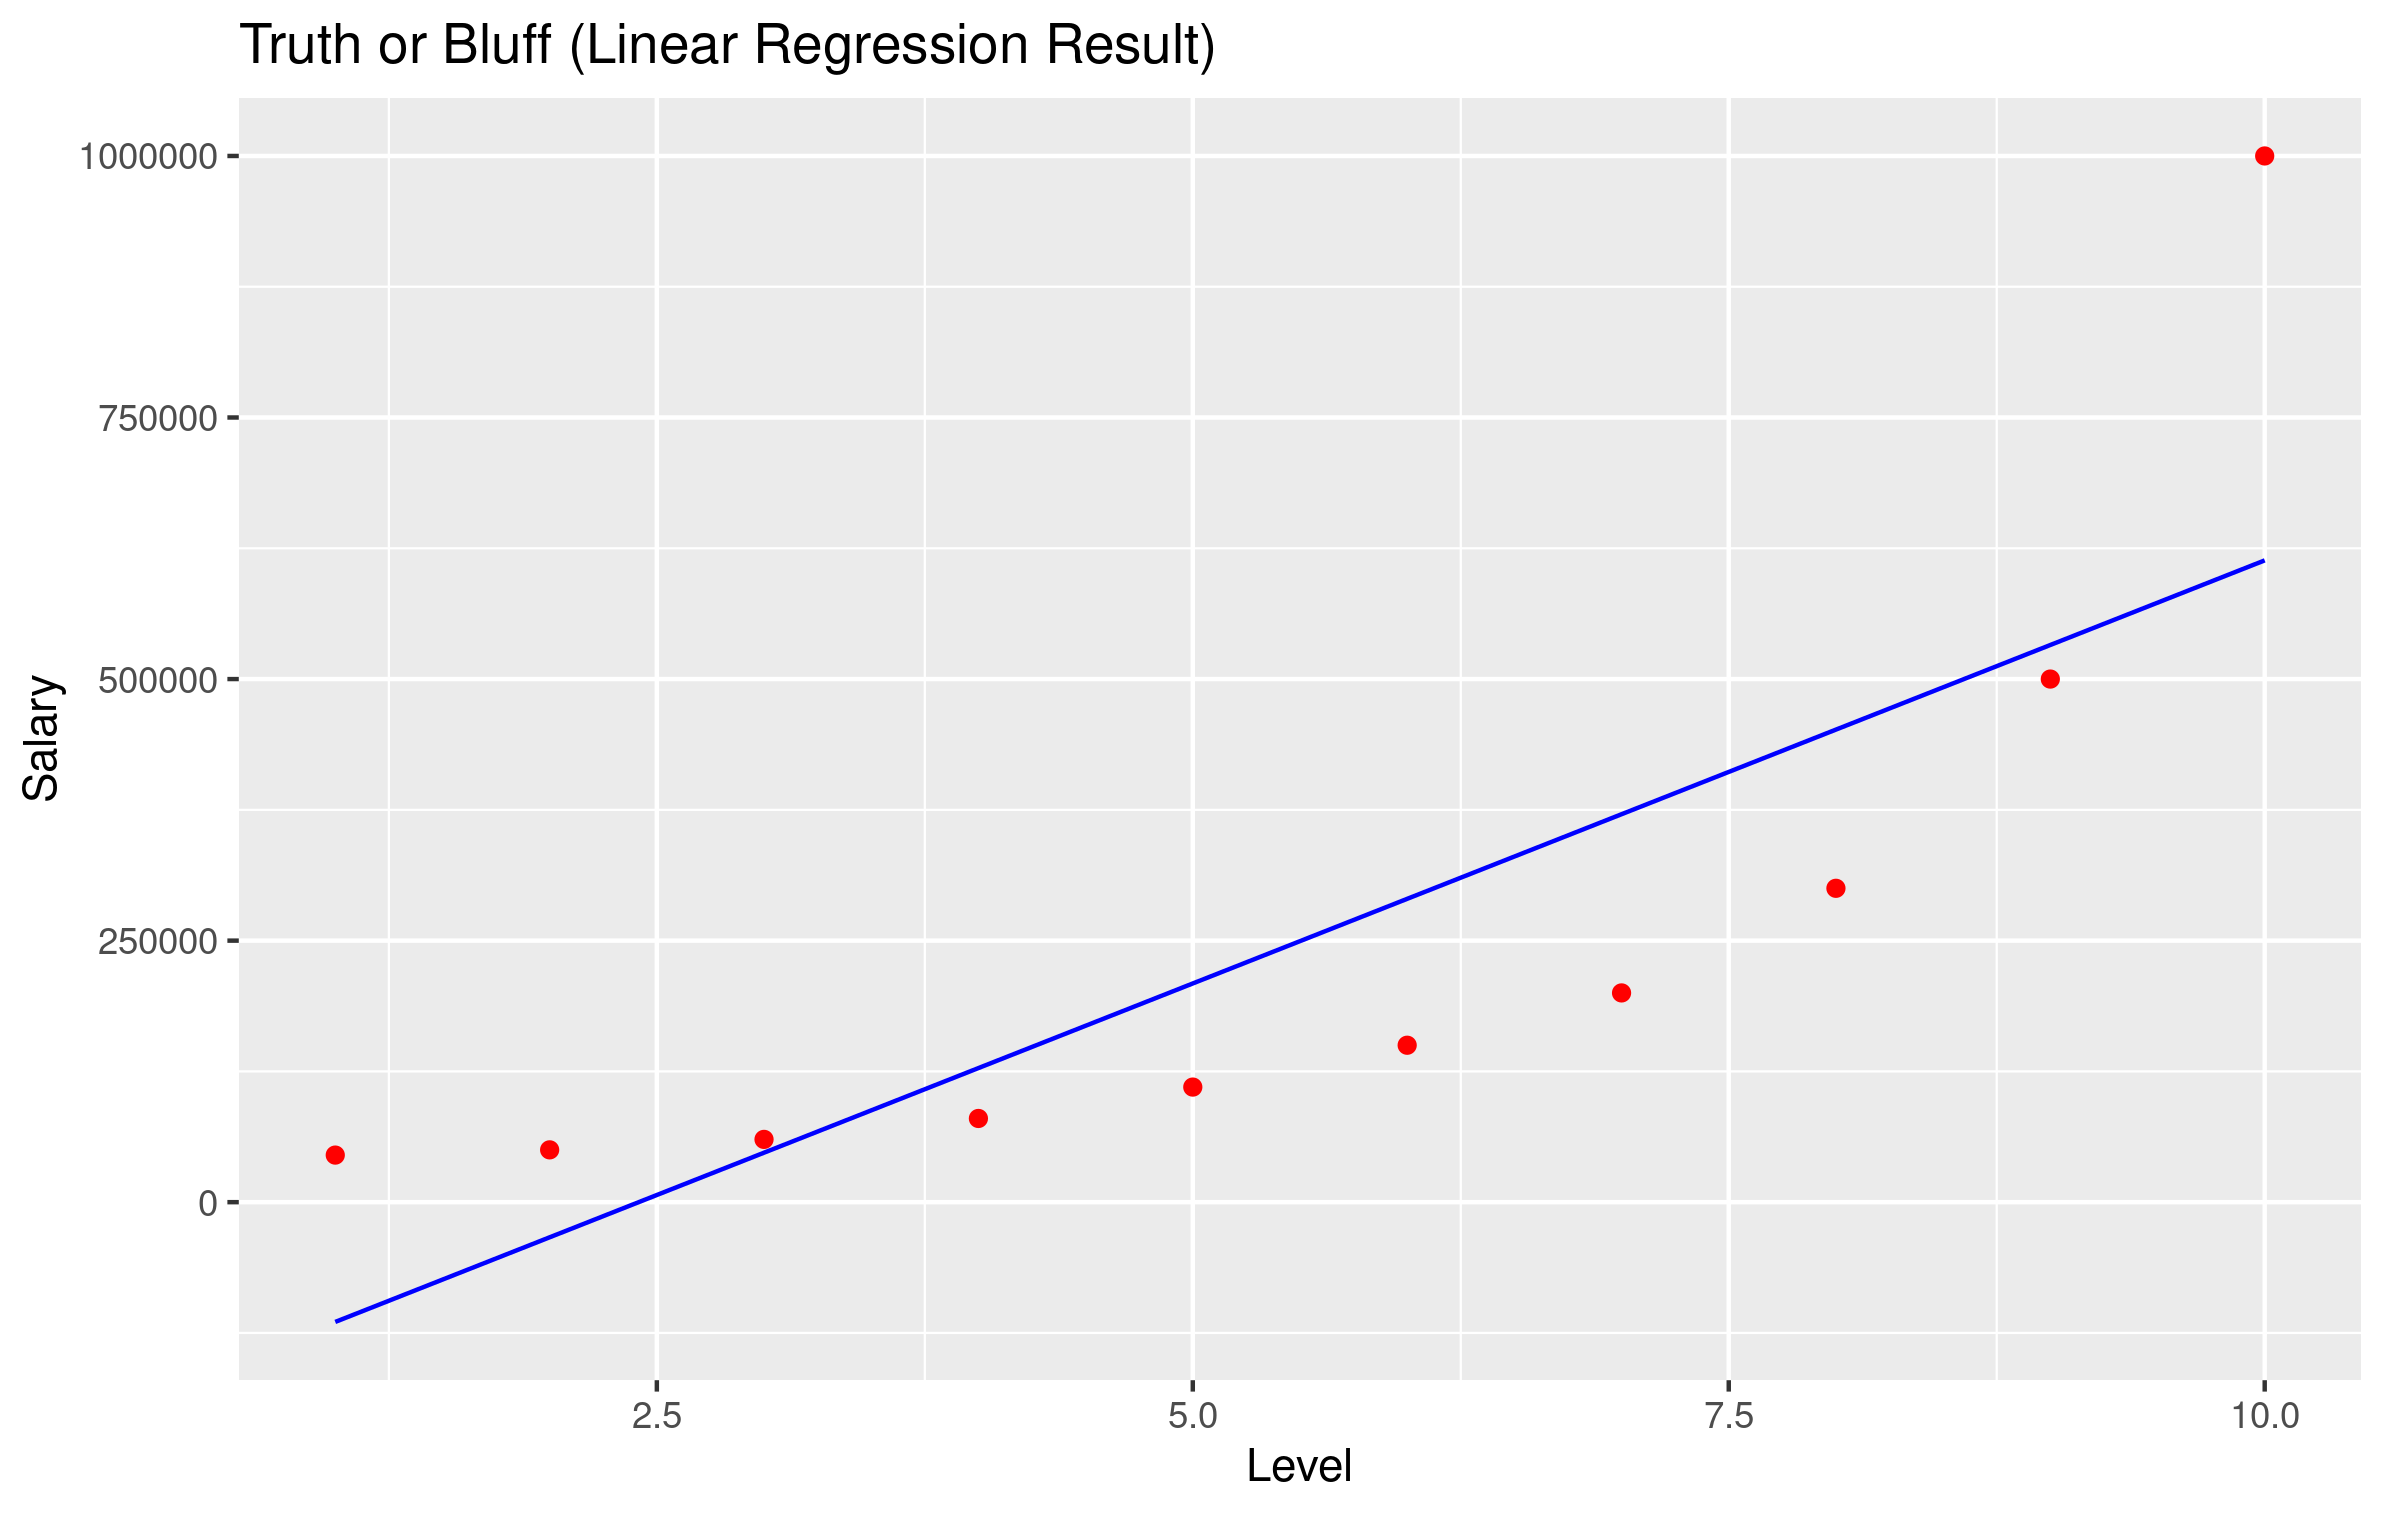 Truth or Bluff (Linear Regression Result)
1000000
750000
500000
250000
0
Salary
2.5 5.0 7.5 10.0
Level